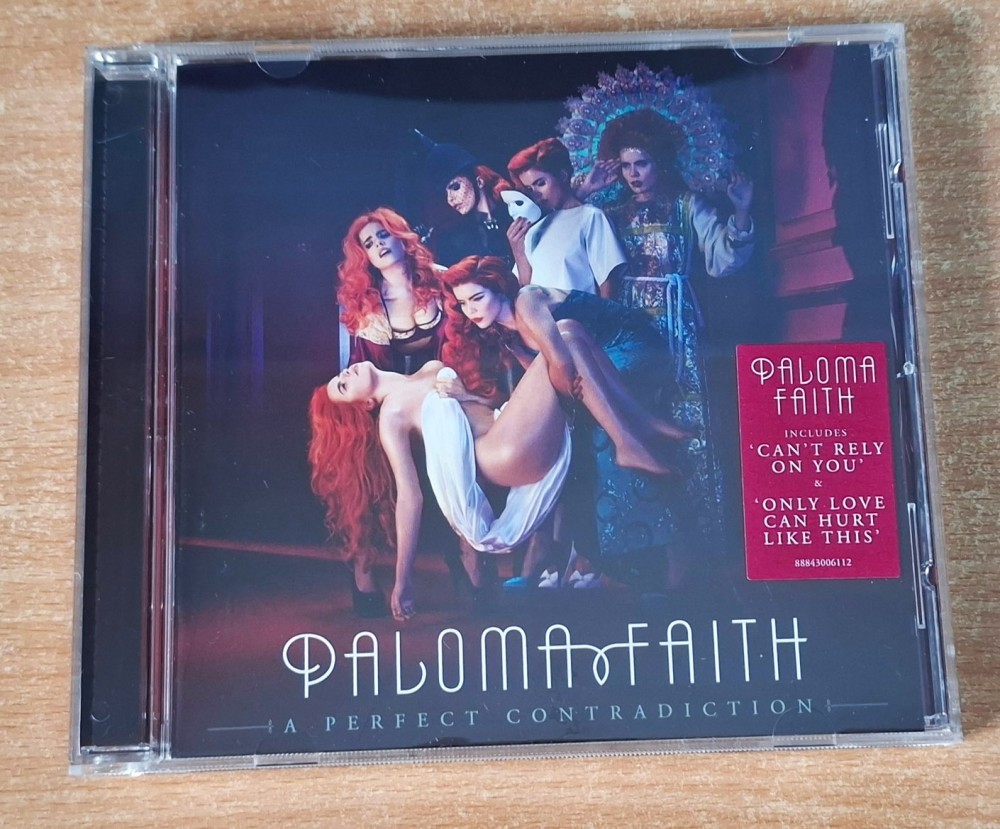 PALOMA
FAITH
INCLUDES
‘CAN’T RELY
ON YOU’
&
‘ONLY LOVE
CAN HURT
LIKE THIS’
88843006112
PALOMA FAITH
A PERFECT CONTRADICTION